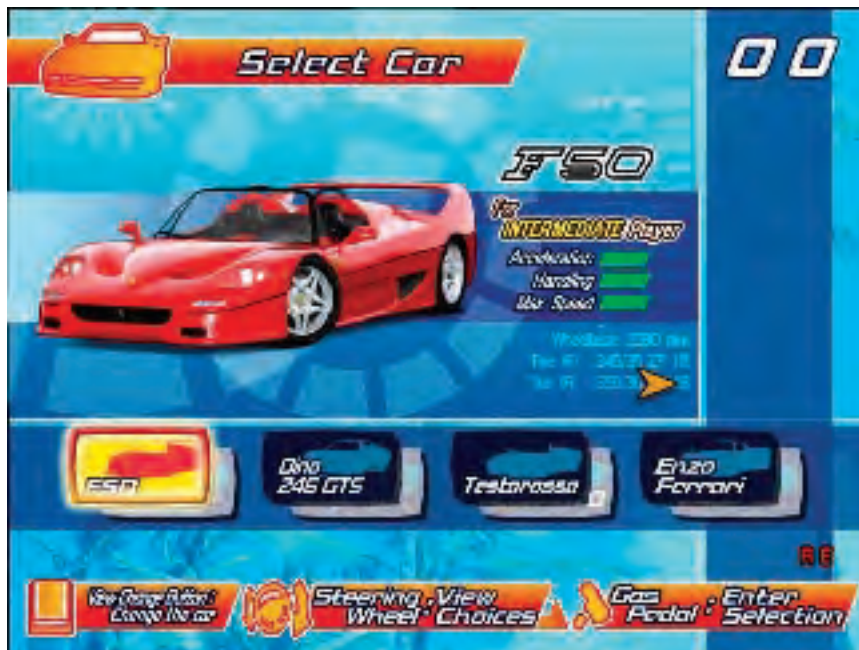 Select Car
00
F50
For
INTERMEDIATE Player
Acceleration
Handling
Max Speed
Wheelbase
F50
Dino
246 GTS
Testarossa
Enzo
Ferrari
View Change Button :
Change the car
Steering
Wheel : View
Choices
Gas
Pedal : Enter
Selection